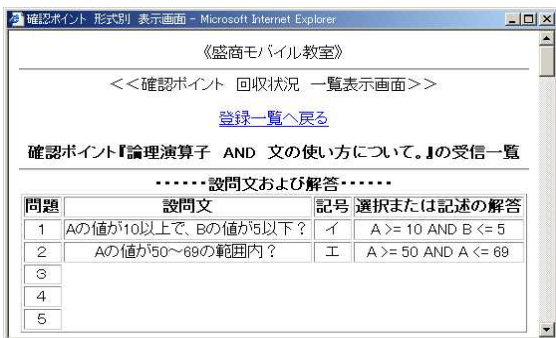 確認ポイント 形式別 表示画面 - Microsoft Internet Explorer
《盛商モバイル教室》
<<確認ポイント 回収状況 一覧表示画面>>
登録一覧へ戻る
確認ポイント『論理演算子 AND 文の使い方について。』の受信一覧
・・・・・・設問文および解答・・・・・・
問題 設問文 記号 選択または記述の解答
1 Aの値が10以上で、Bの値が5以下? イ A >= 10 AND B <= 5
2 Aの値が50~69の範囲内? エ A >= 50 AND A <= 69
3
4
5